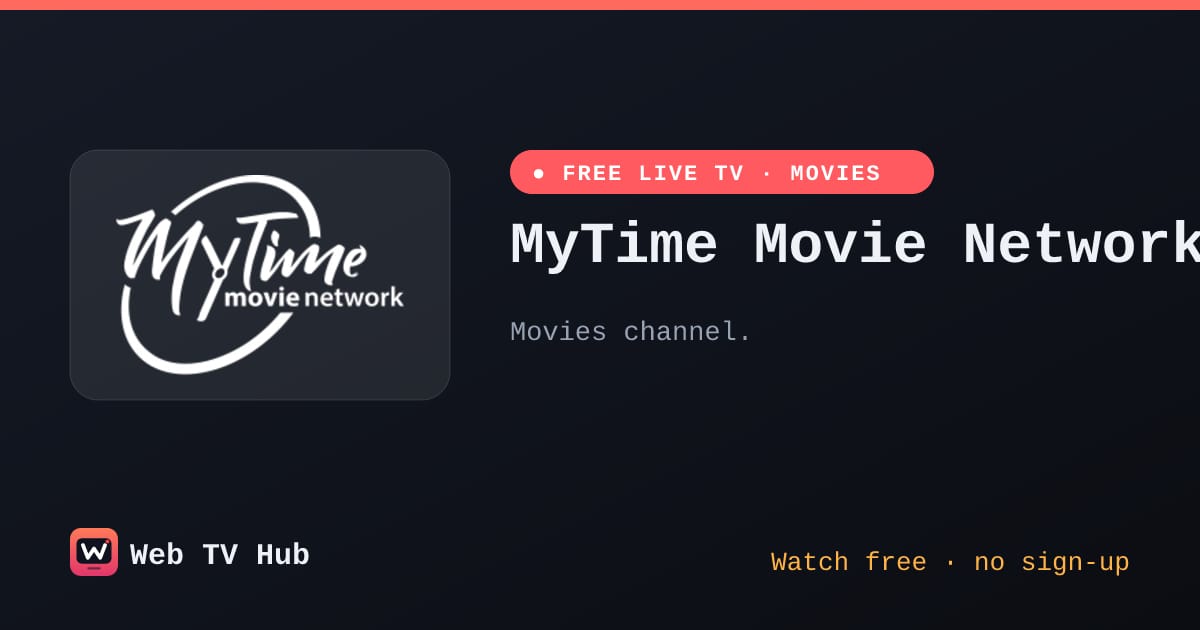 MyTime
movie network
• FREE LIVE TV · MOVIES
MyTime Movie Network
Movies channel.
W
Web TV Hub
Watch free · no sign-up